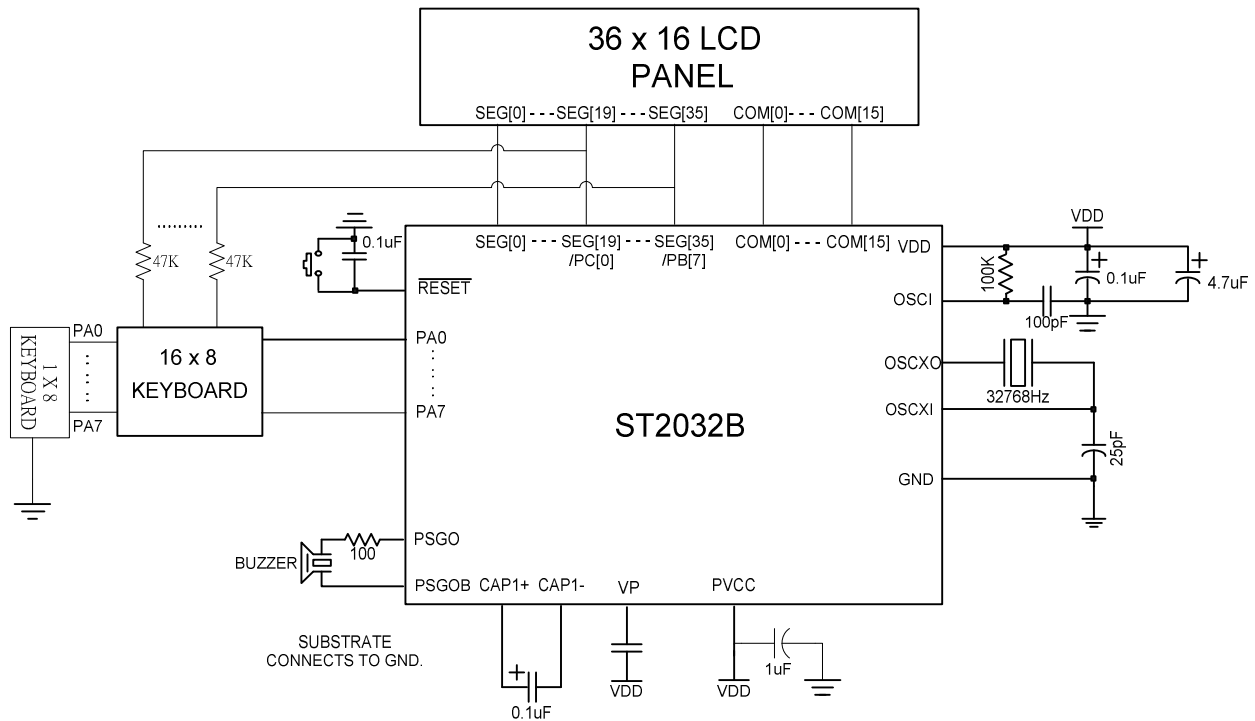 36 x 16 LCD
PANEL
SEG[0] - - - SEG[19] - - - SEG[35] COM[0]- - - COM[15]
.........
47K
47K
0.1uF
RESET
SEG[0] - - - SEG[19] - - - SEG[35] COM[0] - - - COM[15]
/PC[0] /PB[7]
VDD
VDD
100K
+
0.1uF
+
4.7uF
OSCI
100pF
PA0
1 X 8
KEYBOARD
PA7
16 x 8
KEYBOARD
PA0
PA7
ST2032B
OSCXO
32768Hz
OSCXI
25pF
GND
BUZZER
100
PSGO
PSGOB
CAP1+ CAP1- VP PVCC
SUBSTRATE
CONNECTS TO GND.
+
0.1uF
VDD
VDD
1uF